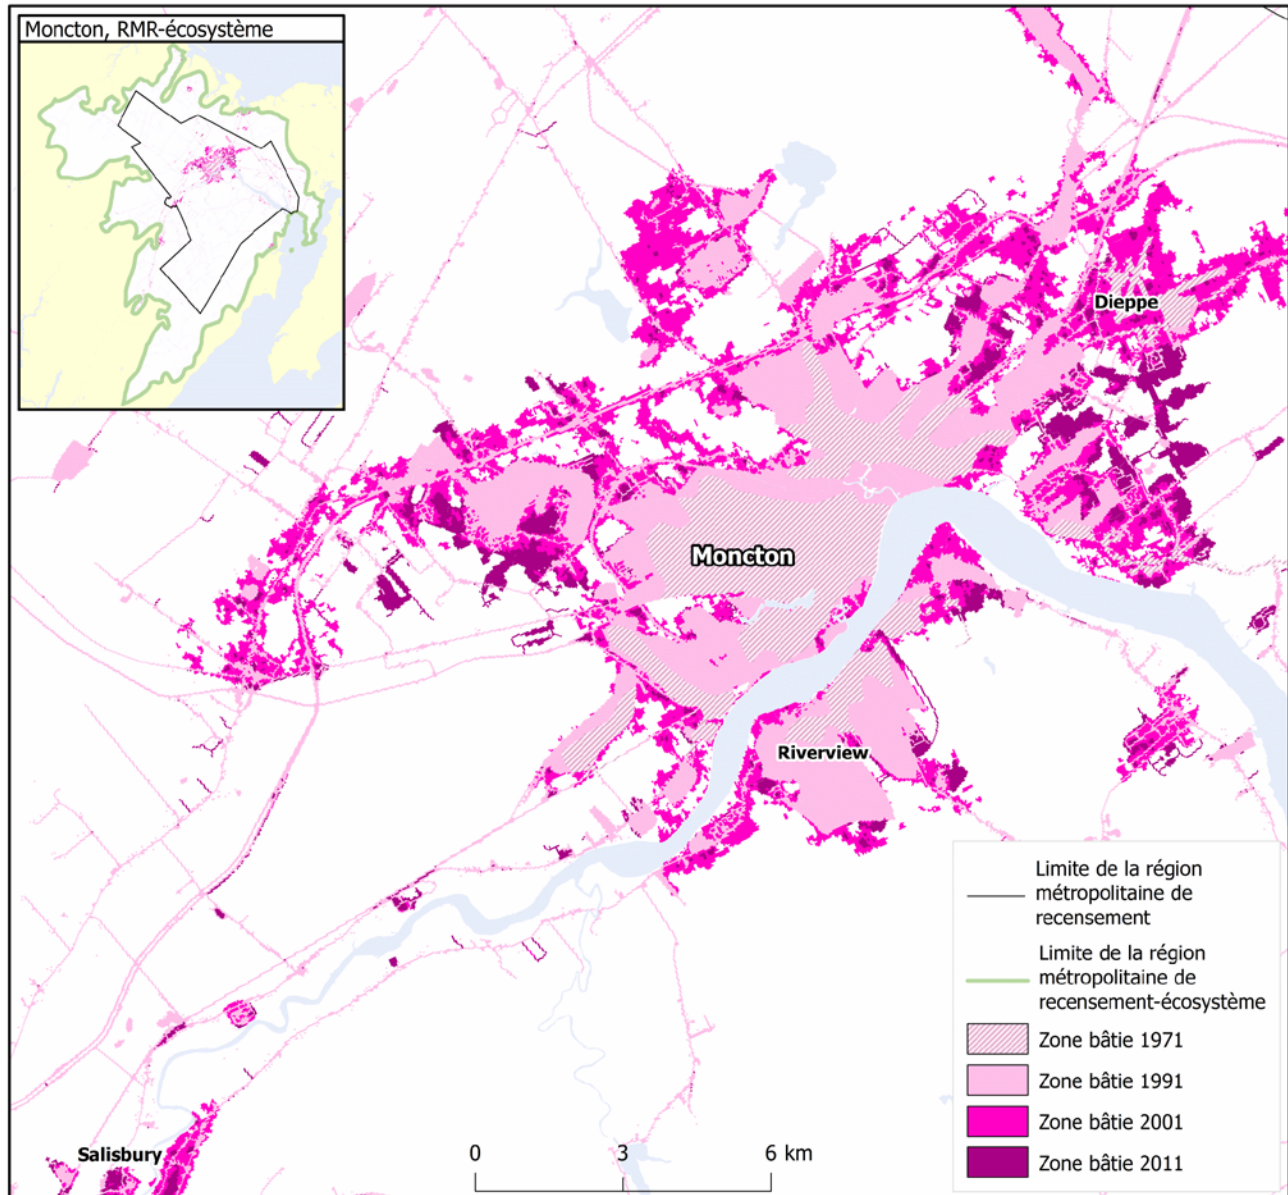 Moncton, RMR-écosystème
Dieppe
Moncton
Riverview
Salisbury
0 3 6 km
Limite de la région
métropolitaine de
recensement
Limite de la région
métropolitaine de
recensement-écosystème
Zone bâtie 1971
Zone bâtie 1991
Zone bâtie 2001
Zone bâtie 2011